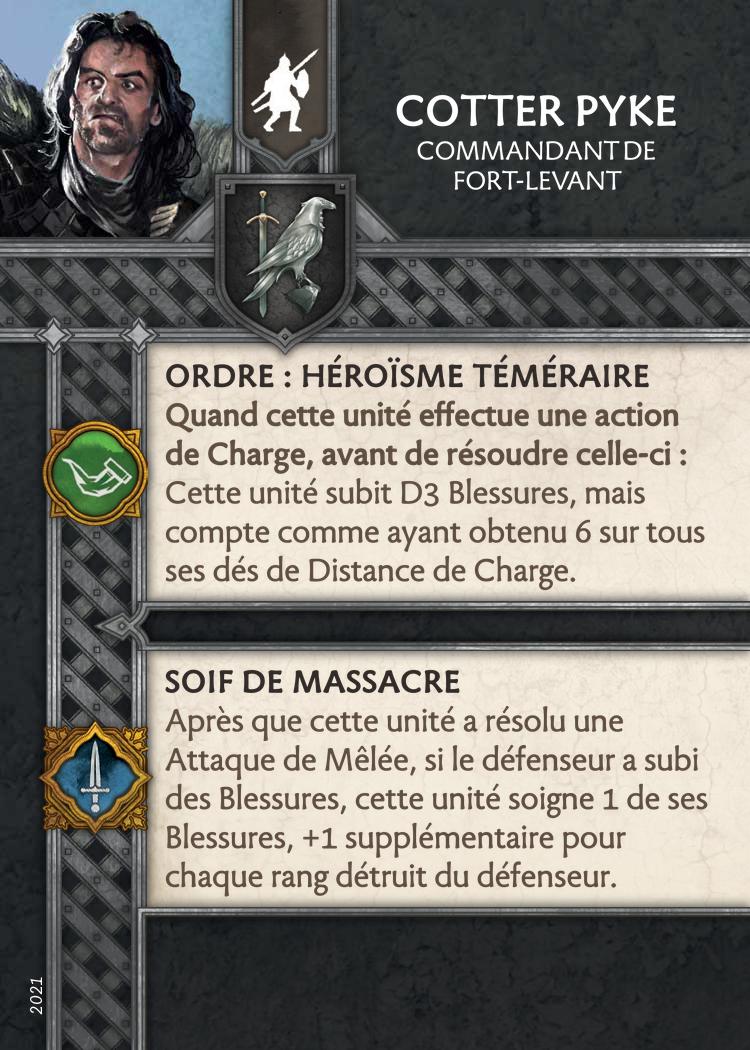 COTTER PYKE
COMMANDANT DE
FORT-LEVANT
ORDRE : HÉROÏSME TÉMÉRAIRE
Quand cette unité effectue une action
de Charge, avant de résoudre celle-ci :
Cette unité subit D3 Blessures, mais
compte comme ayant obtenu 6 sur tous
ses dés de Distance de Charge.
SOIF DE MASSACRE
Après que cette unité a résolu une
Attaque de Mêlée, si le défenseur a subi
des Blessures, cette unité soigne 1 de ses
Blessures, +1 supplémentaire pour
chaque rang détruit du défenseur.
2021